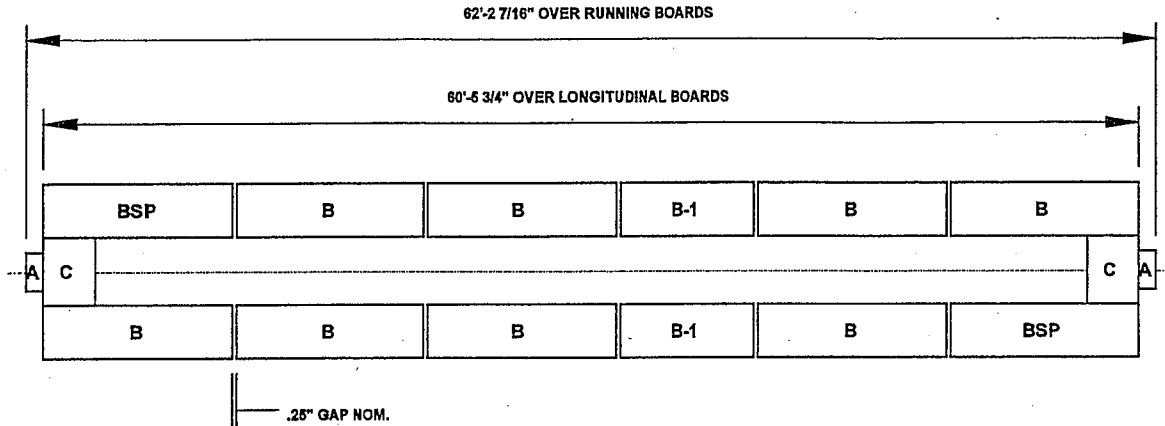 62'-2 7/16" OVER RUNNING BOARDS
60'-5 3/4" OVER LONGITUDINAL BOARDS
BSP B B B-1 B B
A C C A
B B B B-1 B BSP
.25" GAP NOM.